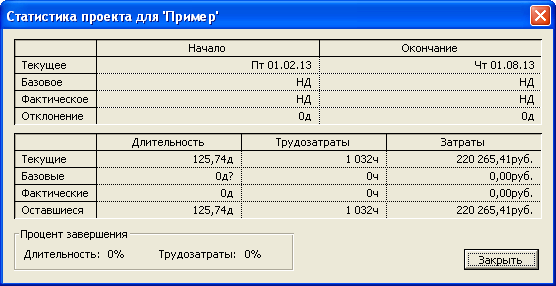 Статистика проекта для 'Пример'
Начало Окончание
Текущее Пт 01.02.13 Чт 01.08.13
Базовое НД НД
Фактическое НД НД
Отклонение 0д 0д
Длительность Трудозатраты Затраты
Текущие 125,74д 1 032ч 220 265,41руб.
Базовые 0д? 0ч 0,00руб.
Фактические 0д 0ч 0,00руб.
Оставшиеся 125,74д 1 032ч 220 265,41руб.
Процент завершения
Длительность: 0% Трудозатраты: 0%
Закрыть